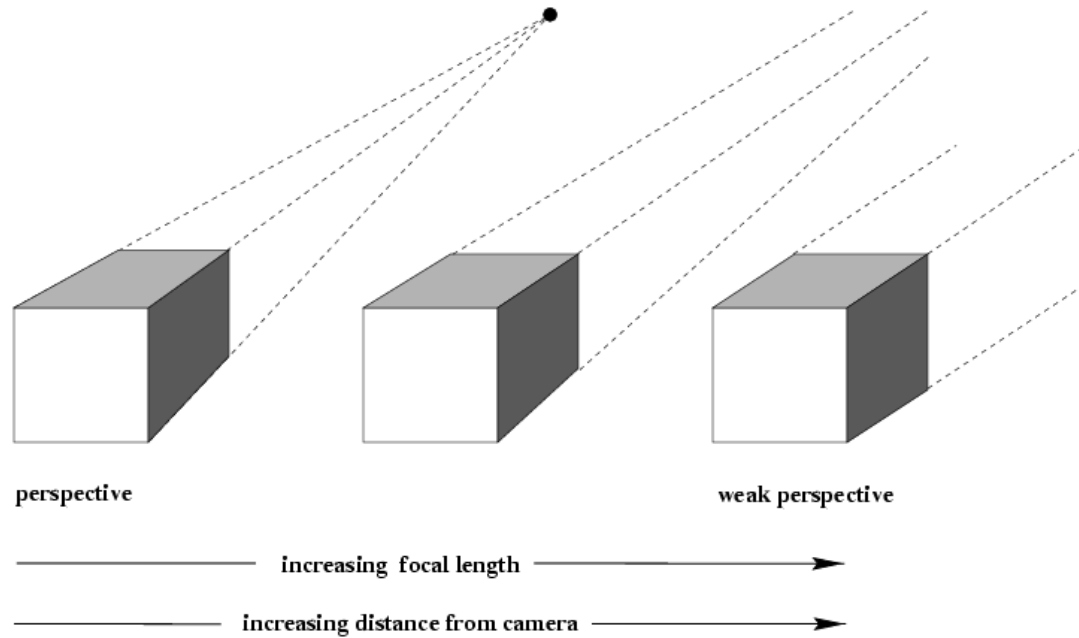 perspective
weak perspective
increasing focal length
increasing distance from camera